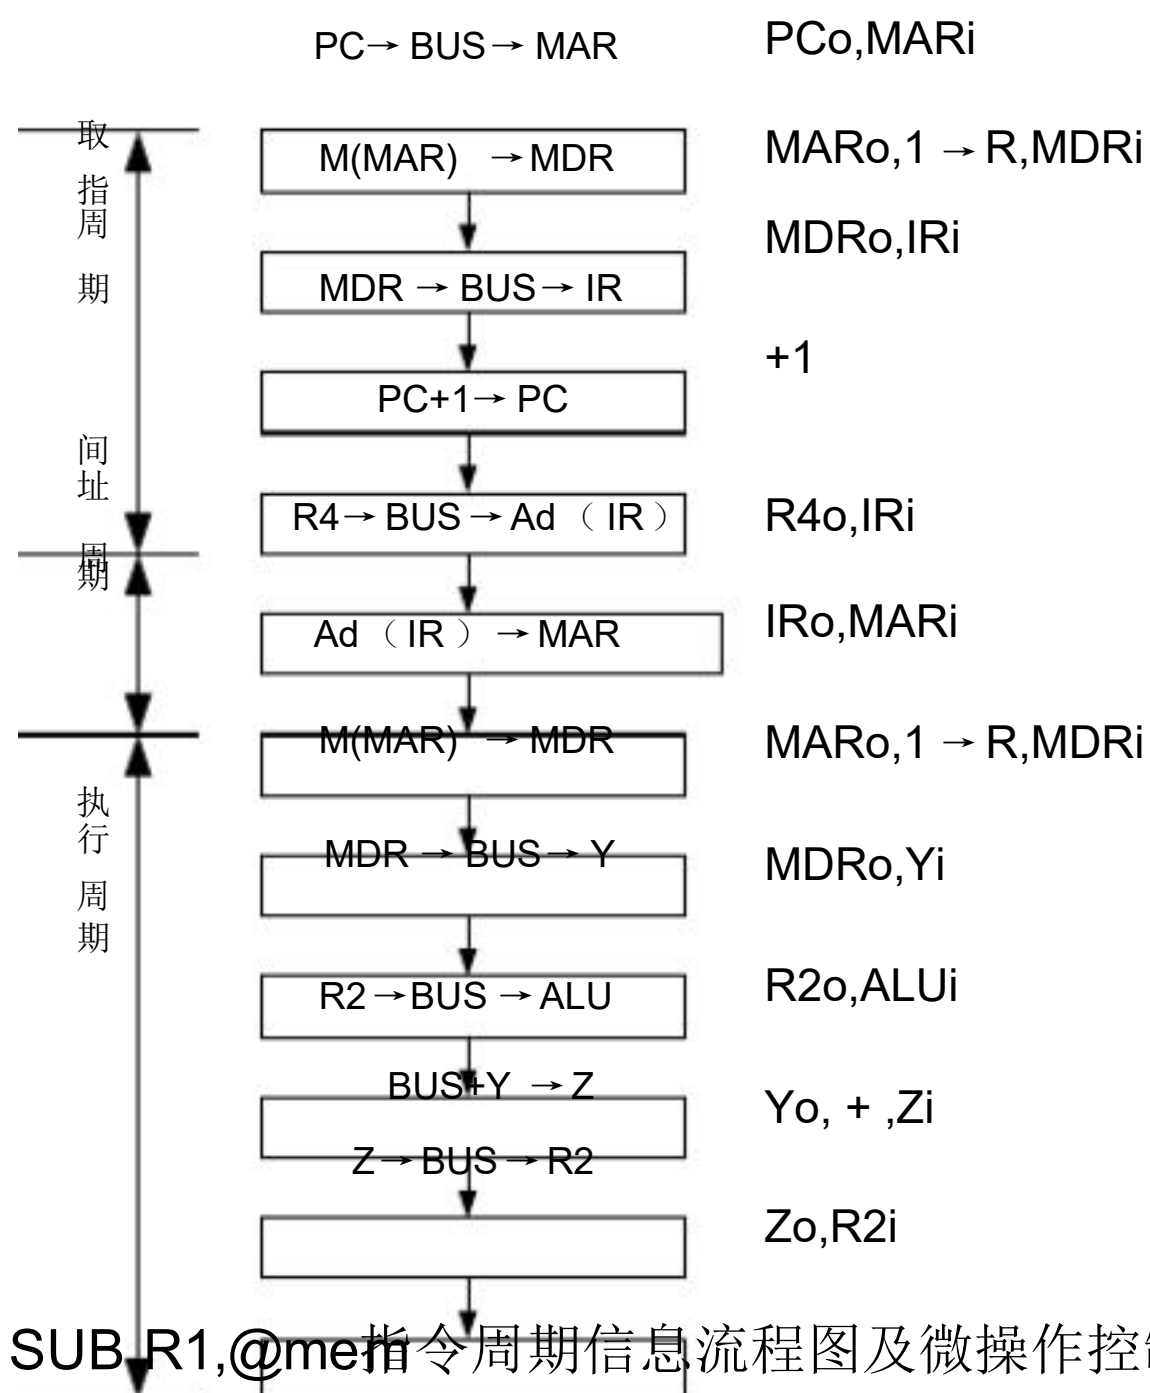 PC→ BUS→ MAR PCo,MARi
取
M(MAR) →MDR MARo,1 → R,MDRi
指
周
MDRo,IRi
期 MDR → BUS→ IR
+1
PC+1→ PC
间
址
R4→ BUS→Ad （ IR ） R4o,IRi
周
期
Ad （ IR ） → MAR IRo,MARi
M(MAR) → MDR MARo,1 → R,MDRi
执
行
MDR → BUS→ Y MDRo,Yi
周
期
R2→BUS →ALU R2o,ALUi
BUS+Y →Z Yo, + ,Zi
Z→BUS→R2
Zo,R2i
SUB R1,@mem指令周期信息流程图及微操作控